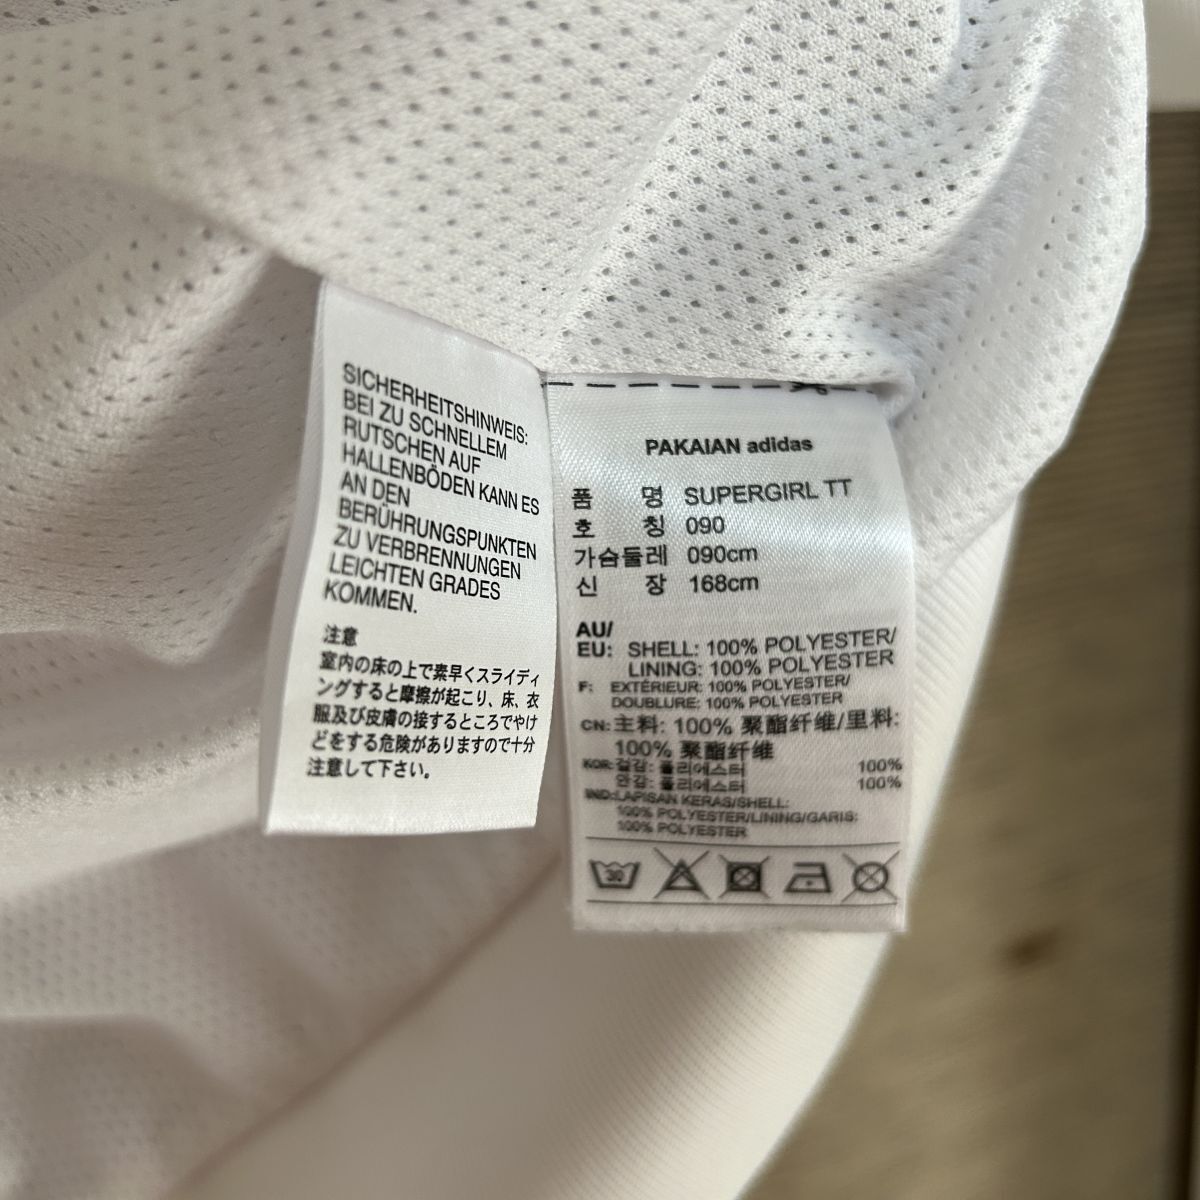 SICHERHEITSHINWEIS:
BEI ZU SCHNELLEM
RUTSCHEN AUF
HALLENBÖDEN KANN ES
AN DEN
BERÜHRUNGSPUNKTEN
ZU VERBRENNUNGEN
LEICHTEN GRADES
KOMMEN.
注意
室内の床の上で素早くスライディ
ングすると摩擦が起こり、床、衣
服及び皮膚の接するところでやけ
どをする危険がありますので十分
注意して下さい。
PAKAIAN adidas
품 명 SUPERGIRL TT
호 칭 090
가슴둘레 090cm
신 장 168cm
AU/
EU: SHELL: 100% POLYESTER/
LINING: 100% POLYESTER
F: EXTÉRIEUR: 100% POLYESTER/
DOUBLURE: 100% POLYESTER
CN: 主料: 100% 聚酯纤维/里料:
100% 聚酯纤维
KOR: 겉감: 폴리에스터 100%
안감: 폴리에스터 100%
IND: LAPISAN KERAS/SHELL:
100% POLYESTER/LINING/GARIS:
100% POLYESTER
30